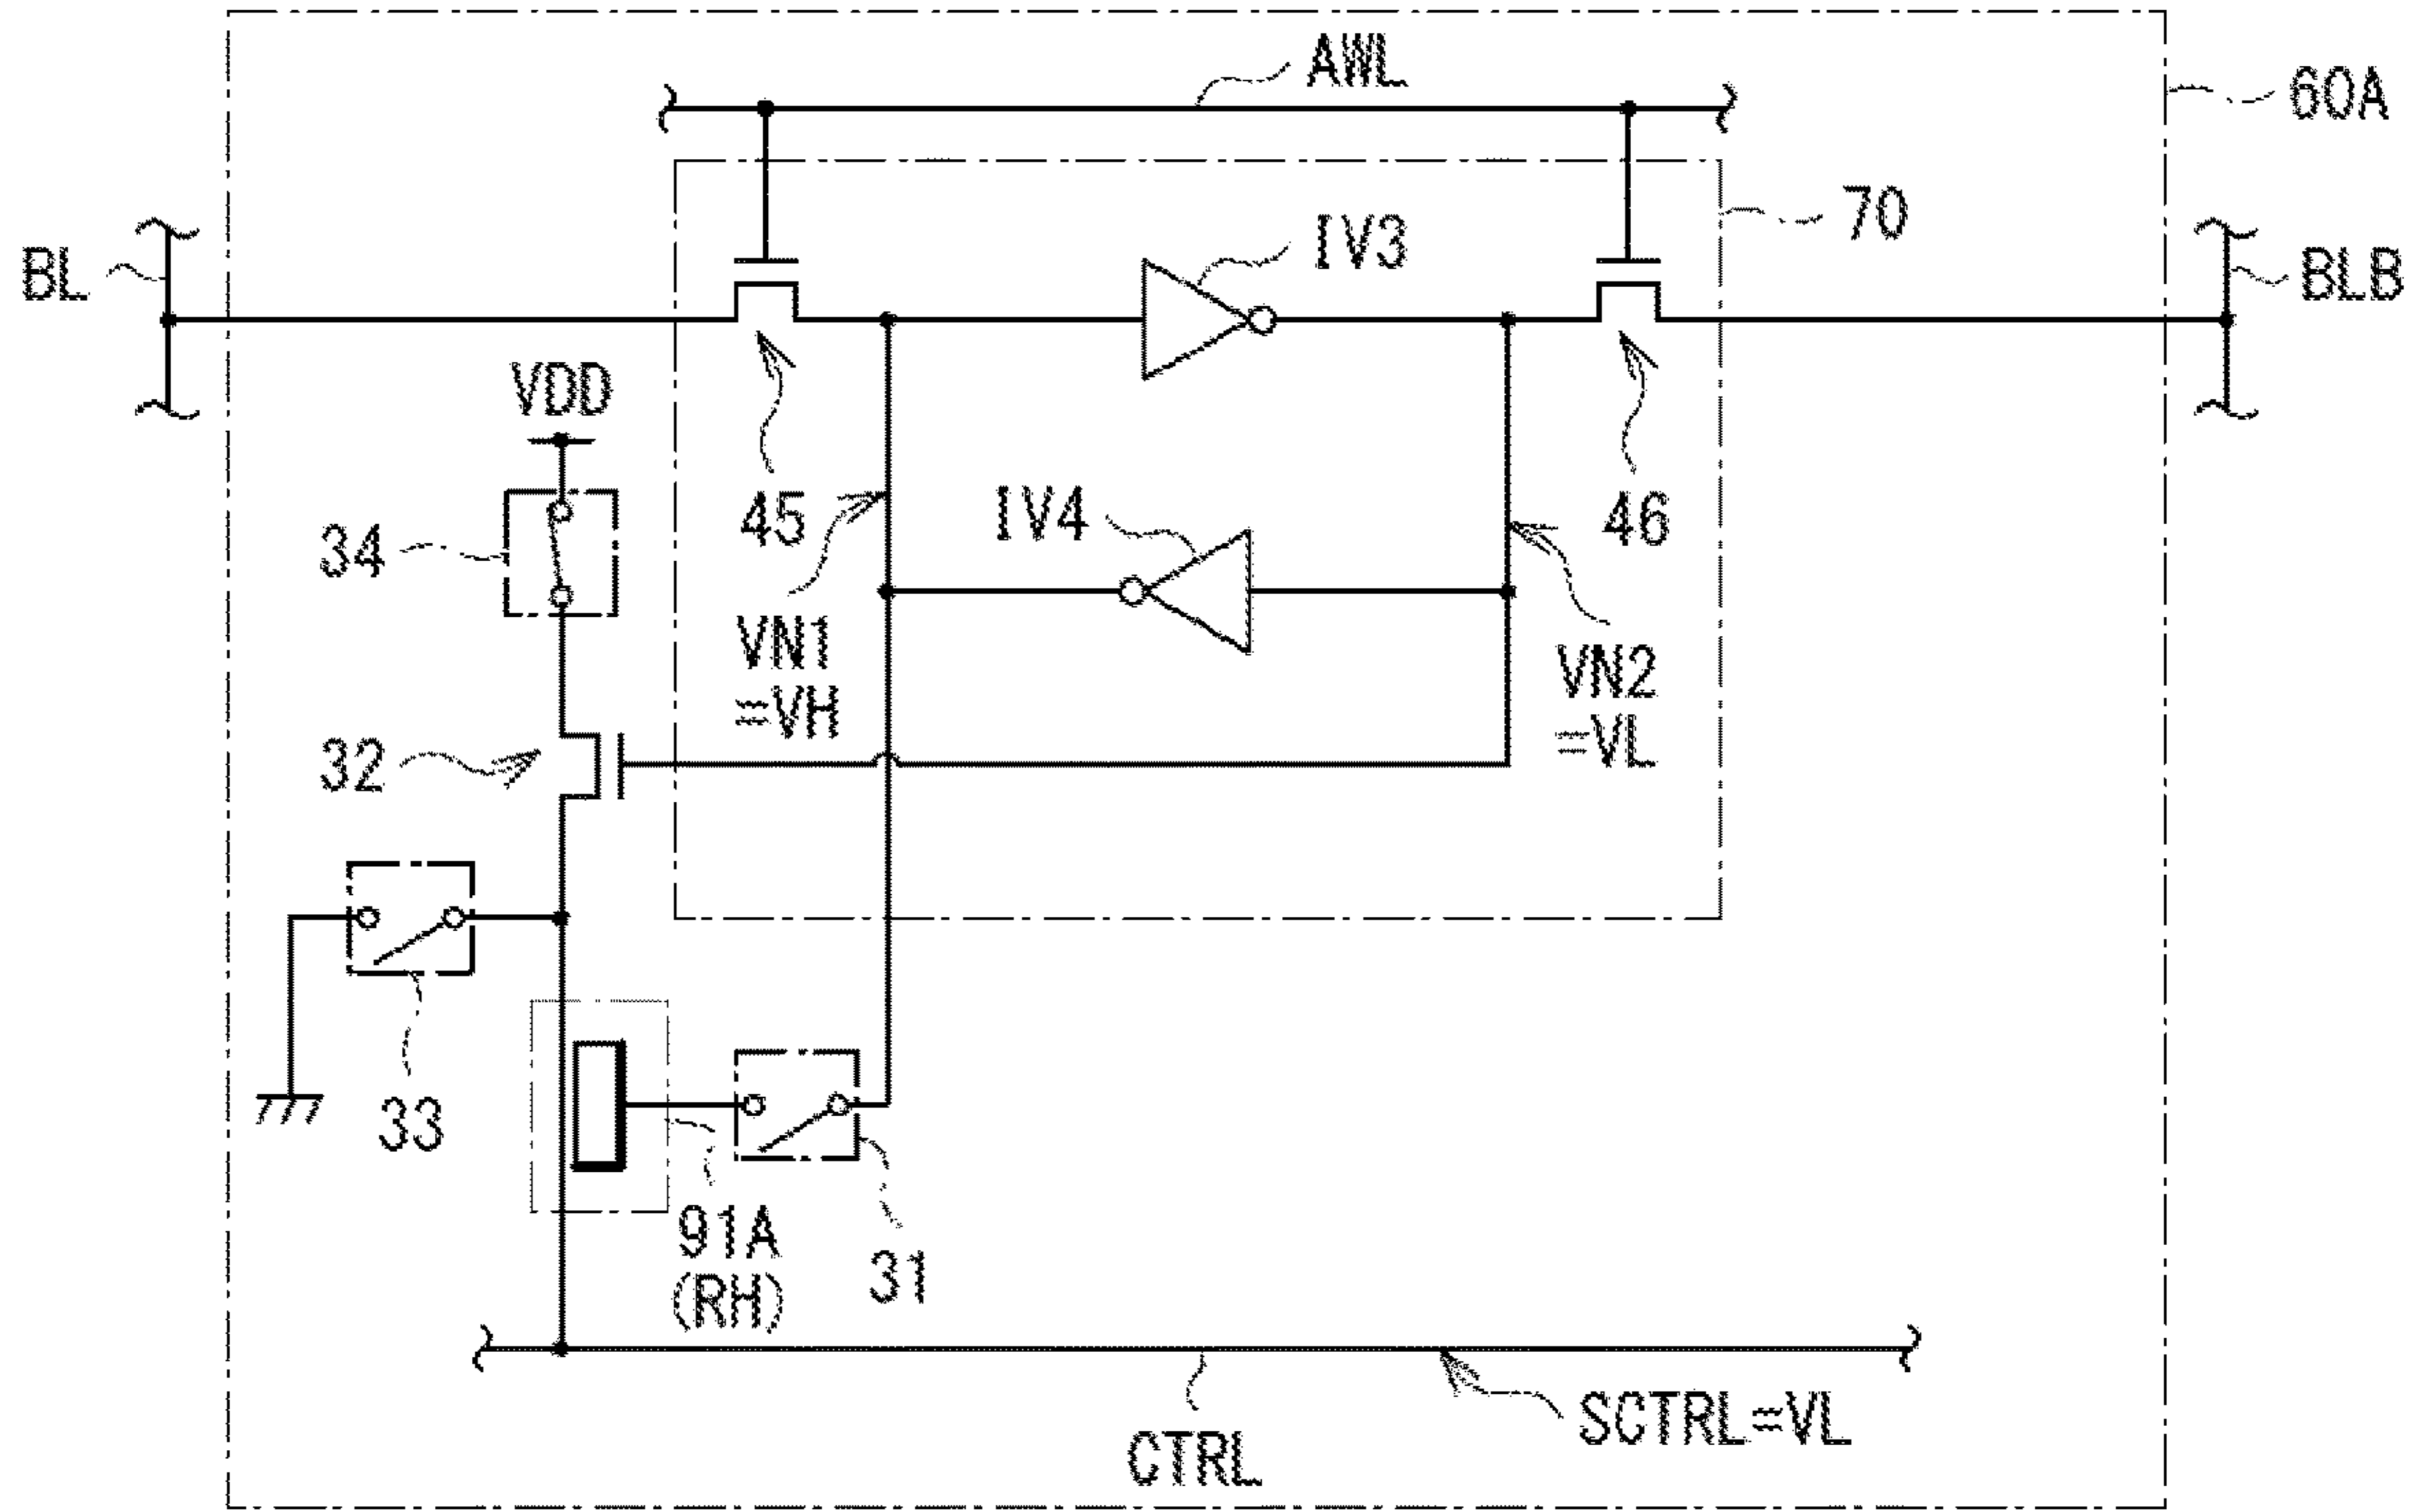 AWL
60A
70
IV3
BL
BLB
VDD
45
IV4
46
34
VN1
=VH
VN2
=VL
32
33
91A
(RH)
31
SCTRL=VL
CTRL